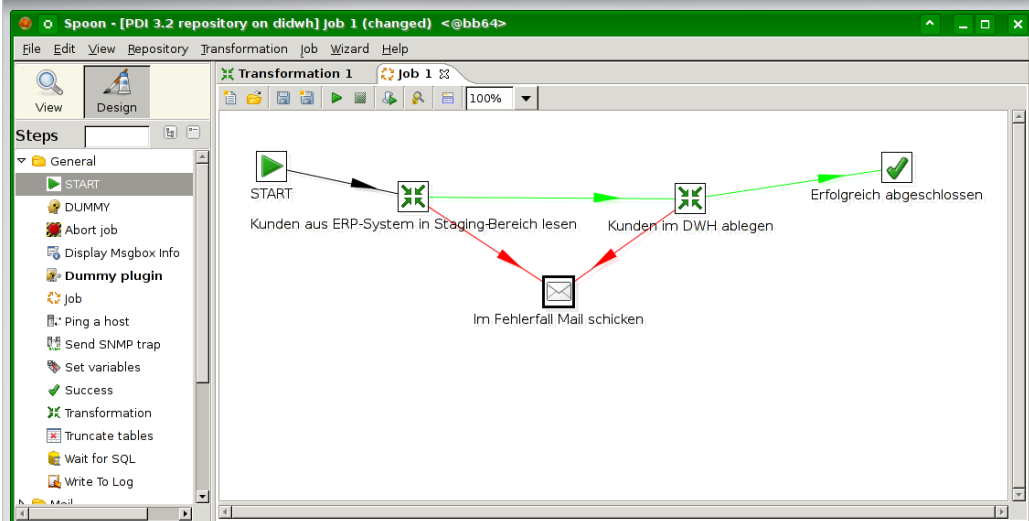 Spoon - [PDI 3.2 repository on didwh] Job 1 (changed) <@bb64>
File Edit View Repository Transformation Job Wizard Help
View
Design
Transformation 1
Job 1
100%
Steps
General
START
DUMMY
Abort job
Display Msgbox Info
Dummy plugin
Job
Ping a host
Send SNMP trap
Set variables
Success
Transformation
Truncate tables
Wait for SQL
Write To Log
Mail
START
Kunden aus ERP-System in Staging-Bereich lesen
Kunden im DWH ablegen
Erfolgreich abgeschlossen
Im Fehlerfall Mail schicken